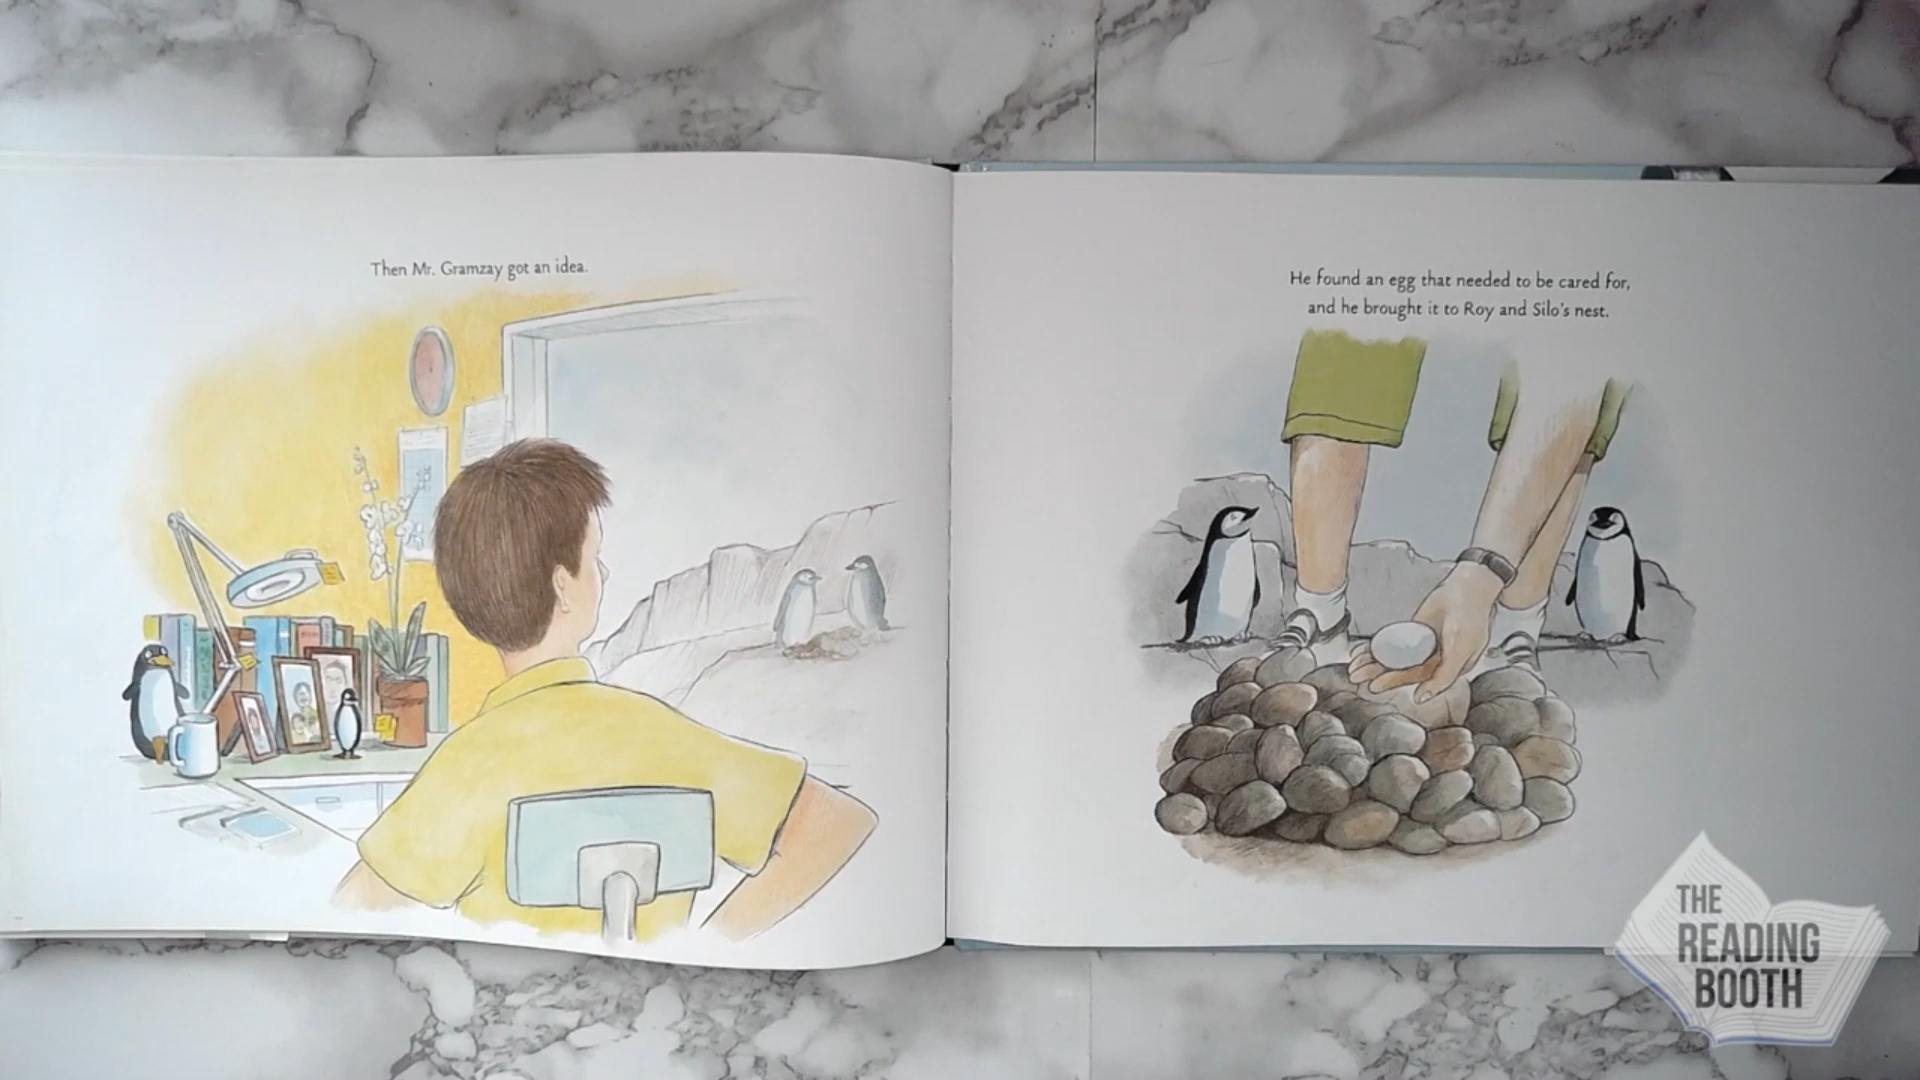 Then Mr. Gramzay got an idea.
He found an egg that needed to be cared for,
and he brought it to Roy and Silo's nest.
THE
READING
BOOTH